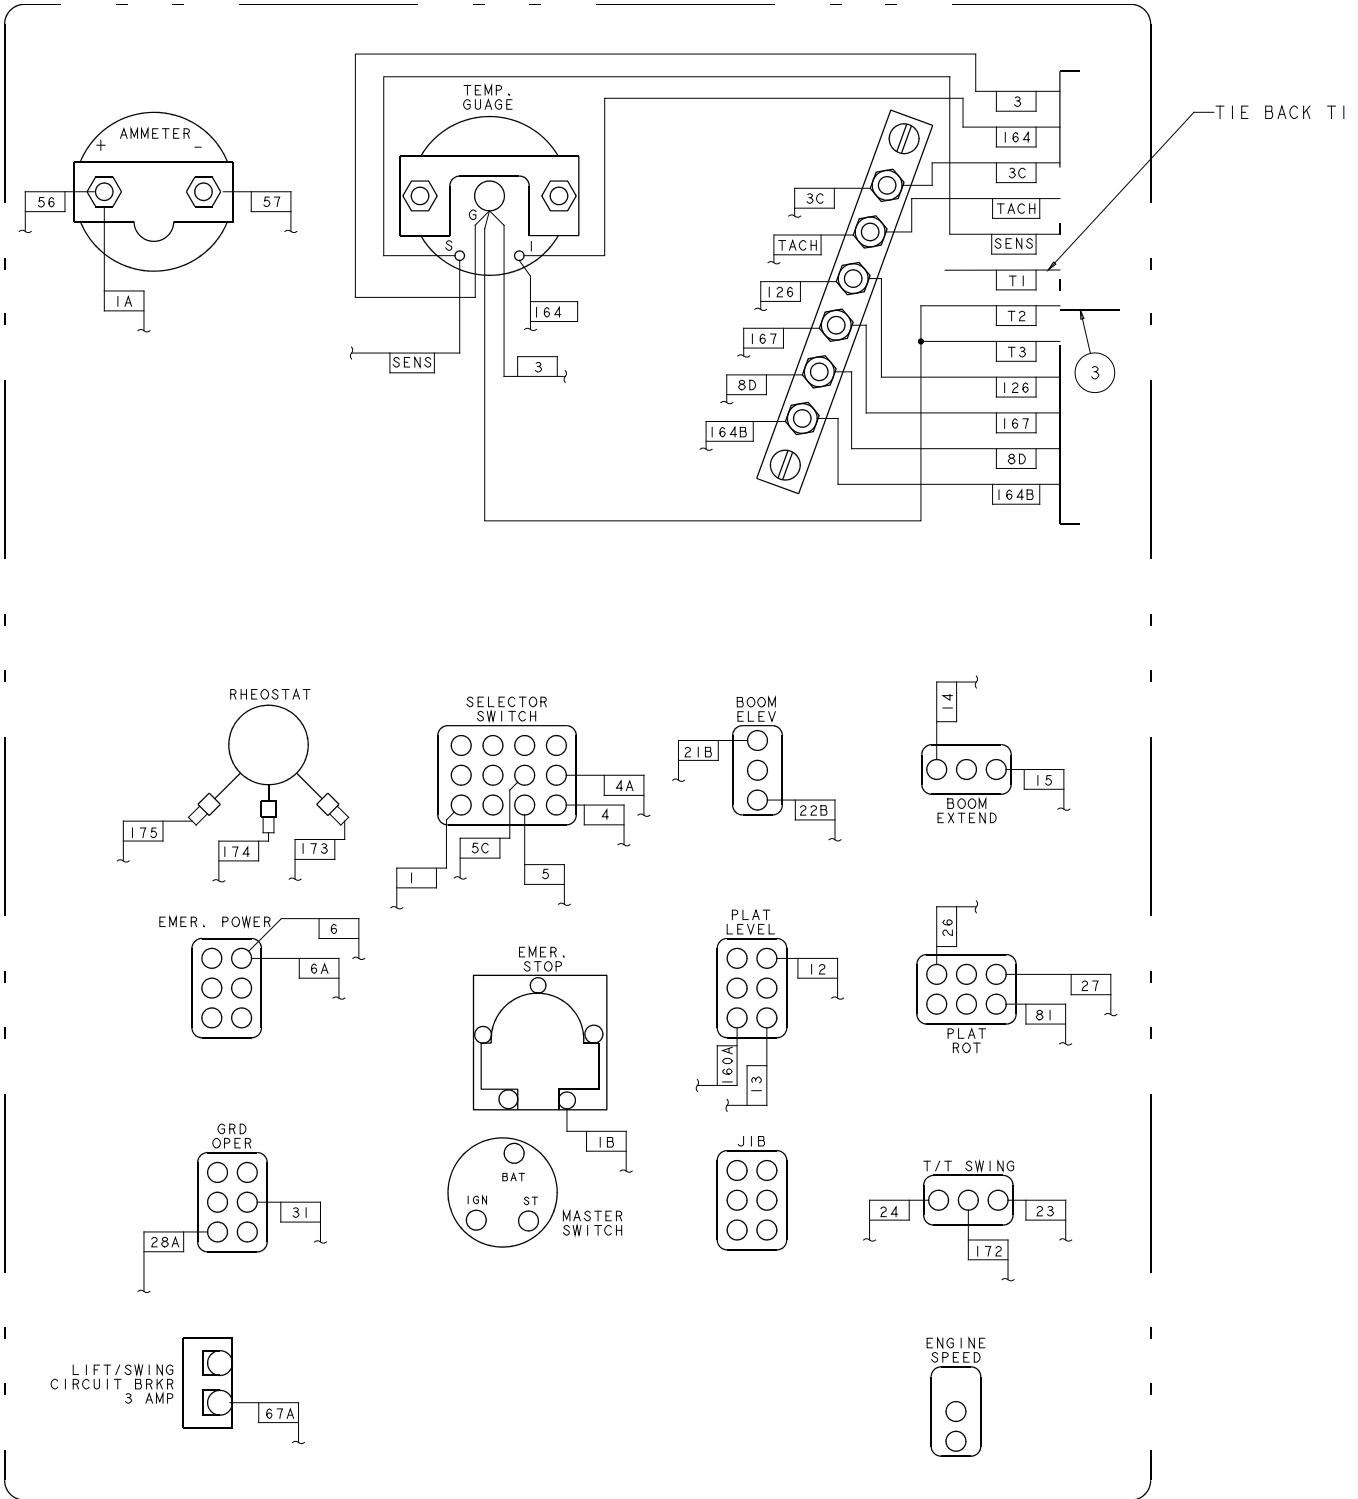 TEMP.
GUAGE
AMMETER
+ -
56
57
1A
G
S I
164
SENS
3
3
164
3C
TACH
SENS
T1
T2
T3
126
167
8D
164B
TIE BACK T1
3
3C
TACH
126
167
8D
164B
RHEOSTAT
175
174
173
SELECTOR
SWITCH
4A
4
5C
5
1
BOOM
ELEV
21B
22B
14
15
BOOM
EXTEND
EMER. POWER
6
6A
EMER.
STOP
1B
PLAT
LEVEL
12
160A
13
26
27
81
PLAT
ROT
GRD
OPER
31
28A
BAT
IGN ST
MASTER
SWITCH
JIB
T/T SWING
24
23
172
LIFT/SWING
CIRCUIT BRKR
3 AMP
67A
ENGINE
SPEED